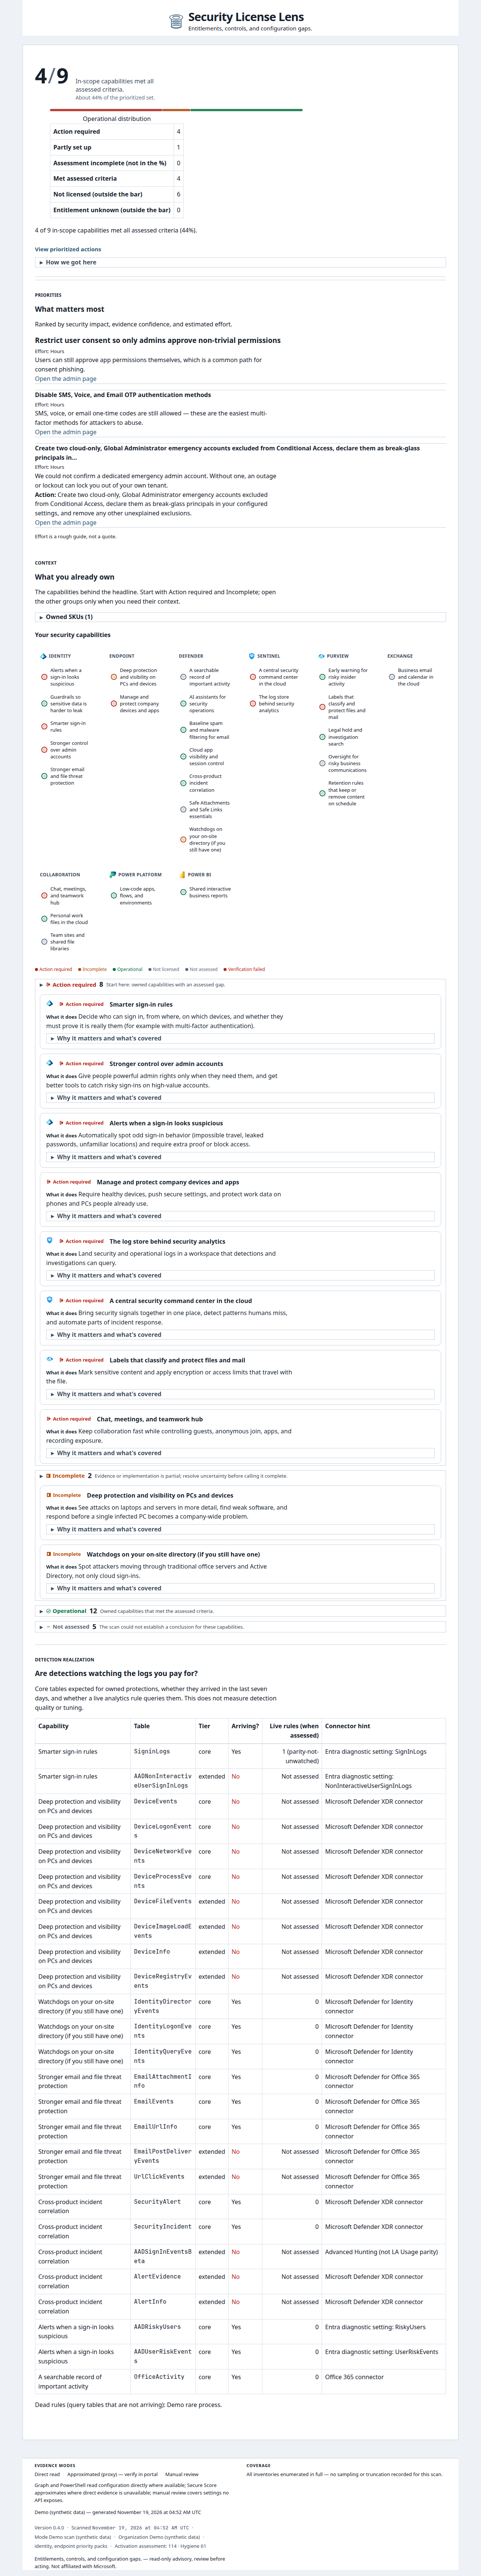 Security License Lens
Entitlements, controls, and configuration gaps.
4/9
In-scope capabilities met all
assessed criteria.
About 44% of the prioritized set.
Operational distribution
Action required 4
Partly set up 1
Assessment incomplete (not in the %) 0
Met assessed criteria 4
Not licensed (outside the bar) 6
Entitlement unknown (outside the bar) 0
4 of 9 in-scope capabilities met all assessed criteria (44%).
View prioritized actions
▶ How we got here
PRIORITIES
What matters most
Ranked by security impact, evidence confidence, and estimated effort.
Restrict user consent so only admins approve non-trivial permissions
Effort: Hours
Users can still approve app permissions themselves, which is a common path for
consent phishing.
Open the admin page
Disable SMS, Voice, and Email OTP authentication methods
Effort: Hours
SMS, voice, or email one-time codes are still allowed — these are the easiest multi-
factor methods for attackers to abuse.
Open the admin page
Create two cloud-only, Global Administrator emergency accounts excluded from Conditional Access, declare them as break-glass
principals in...
Effort: Hours
We could not confirm a dedicated emergency admin account. Without one, an outage
or lockout can lock you out of your own tenant.
Action: Create two cloud-only, Global Administrator emergency accounts excluded
from Conditional Access, declare them as break-glass principals in your configured
settings, and remove any other unexplained exclusions.
Open the admin page
Effort is a rough guide, not a quote.
CONTEXT
What you already own
The capabilities behind the headline. Start with Action required and Incomplete; open
the other groups only when you need their context.
▶ Owned SKUs (1)
Your security capabilities
IDENTITY
Alerts when a
sign-in looks
suspicious
Guardrails so
sensitive data is
harder to leak
Smarter sign-in
rules
Stronger control
over admin
accounts
Stronger email
and file threat
protection
ENDPOINT
Deep protection
and visibility on
PCs and devices
Manage and
protect company
devices and apps
DEFENDER
A searchable
record of
important activity
AI assistants for
security
operations
Baseline spam
and malware
filtering for email
Cloud app
visibility and
session control
Cross-product
incident
correlation
Safe Attachments
and Safe Links
essentials
Watchdogs on
your on-site
directory (if you
still have one)
SENTINEL
A central security
command center
in the cloud
The log store
behind security
analytics
PURVIEW
Early warning for
risky insider
activity
Labels that
classify and
protect files and
mail
Legal hold and
investigation
search
Oversight for
risky business
communications
Retention rules
that keep or
remove content
on schedule
EXCHANGE
Business email
and calendar in
the cloud
COLLABORATION
Chat, meetings,
and teamwork
hub
Personal work
files in the cloud
Team sites and
shared file
libraries
POWER PLATFORM
Low-code apps,
flows, and
environments
POWER BI
Shared interactive
business reports
Action required Incomplete Operational Not licensed Not assessed Verification failed
▶ Action required 8 Start here: owned capabilities with an assessed gap.
Action required Smarter sign-in rules
What it does Decide who can sign in, from where, on which devices, and whether they
must prove it is really them (for example with multi-factor authentication).
▶ Why it matters and what's covered
Action required Stronger control over admin accounts
What it does Give people powerful admin rights only when they need them, and get
better tools to catch risky sign-ins on high-value accounts.
▶ Why it matters and what's covered
Action required Alerts when a sign-in looks suspicious
What it does Automatically spot odd sign-in behavior (impossible travel, leaked
passwords, unfamiliar locations) and require extra proof or block access.
▶ Why it matters and what's covered
Action required Manage and protect company devices and apps
What it does Require healthy devices, push secure settings, and protect work data on
phones and PCs people already use.
▶ Why it matters and what's covered
Action required The log store behind security analytics
What it does Land security and operational logs in a workspace that detections and
investigations can query.
▶ Why it matters and what's covered
Action required A central security command center in the cloud
What it does Bring security signals together in one place, detect patterns humans miss,
and automate parts of incident response.
▶ Why it matters and what's covered
Action required Labels that classify and protect files and mail
What it does Mark sensitive content and apply encryption or access limits that travel with
the file.
▶ Why it matters and what's covered
Action required Chat, meetings, and teamwork hub
What it does Keep collaboration fast while controlling guests, anonymous join, apps, and
recording exposure.
▶ Why it matters and what's covered
▶ Incomplete 2 Evidence or implementation is partial; resolve uncertainty before calling it complete.
Incomplete Deep protection and visibility on PCs and devices
What it does See attacks on laptops and servers in more detail, find weak software, and
respond before a single infected PC becomes a company-wide problem.
▶ Why it matters and what's covered
Incomplete Watchdogs on your on-site directory (if you still have one)
What it does Spot attackers moving through traditional office servers and Active
Directory, not only cloud sign-ins.
▶ Why it matters and what's covered
▶ Operational 12 Owned capabilities that met the assessed criteria.
▶ Not assessed 5 The scan could not establish a conclusion for these capabilities.
DETECTION REALIZATION
Are detections watching the logs you pay for?
Core tables expected for owned protections, whether they arrived in the last seven
days, and whether a live analytics rule queries them. This does not measure detection
quality or tuning.
Capability Table Tier Arriving? Live rules (when assessed) Connector hint
Smarter sign-in rules SigninLogs core Yes 1 (parity-not-unwatched) Entra diagnostic setting: SignInLogs
Smarter sign-in rules AADNonInteractiveUserSignInLogs extended No Not assessed Entra diagnostic setting: NonInteractiveUserSignInLogs
Deep protection and visibility on PCs and devices DeviceEvents core No Not assessed Microsoft Defender XDR connector
Deep protection and visibility on PCs and devices DeviceLogonEvents core No Not assessed Microsoft Defender XDR connector
Deep protection and visibility on PCs and devices DeviceNetworkEvents core No Not assessed Microsoft Defender XDR connector
Deep protection and visibility on PCs and devices DeviceProcessEvents core No Not assessed Microsoft Defender XDR connector
Deep protection and visibility on PCs and devices DeviceFileEvents extended No Not assessed Microsoft Defender XDR connector
Deep protection and visibility on PCs and devices DeviceImageLoadEvents extended No Not assessed Microsoft Defender XDR connector
Deep protection and visibility on PCs and devices DeviceInfo extended No Not assessed Microsoft Defender XDR connector
Deep protection and visibility on PCs and devices DeviceRegistryEvents extended No Not assessed Microsoft Defender XDR connector
Watchdogs on your on-site directory (if you still have one) IdentityDirectoryEvents core Yes 0 Microsoft Defender for Identity connector
Watchdogs on your on-site directory (if you still have one) IdentityLogonEvents core Yes 0 Microsoft Defender for Identity connector
Watchdogs on your on-site directory (if you still have one) IdentityQueryEvents core Yes 0 Microsoft Defender for Identity connector
Stronger email and file threat protection EmailAttachmentInfo core Yes 0 Microsoft Defender for Office 365 connector
Stronger email and file threat protection EmailEvents core Yes 0 Microsoft Defender for Office 365 connector
Stronger email and file threat protection EmailUrlInfo core Yes 0 Microsoft Defender for Office 365 connector
Stronger email and file threat protection EmailPostDeliveryEvents extended No Not assessed Microsoft Defender for Office 365 connector
Stronger email and file threat protection UrlClickEvents extended No Not assessed Microsoft Defender for Office 365 connector
Cross-product incident correlation SecurityAlert core Yes 0 Microsoft Defender XDR connector
Cross-product incident correlation SecurityIncident core Yes 0 Microsoft Defender XDR connector
Cross-product incident correlation AADSignInEventsBeta extended No Not assessed Advanced Hunting (not LA Usage parity)
Cross-product incident correlation AlertEvidence extended No Not assessed Microsoft Defender XDR connector
Cross-product incident correlation AlertInfo extended No Not assessed Microsoft Defender XDR connector
Alerts when a sign-in looks suspicious AADRiskyUsers core Yes 0 Entra diagnostic setting: RiskyUsers
Alerts when a sign-in looks suspicious AADUserRiskEvents core Yes 0 Entra diagnostic setting: UserRiskEvents
A searchable record of important activity OfficeActivity core Yes 0 Office 365 connector
Dead rules (query tables that are not arriving): Demo rare process.
EVIDENCE MODES
Direct read Approximated (proxy) — verify in portal Manual review
Graph and PowerShell read configuration directly where available; Secure Score
approximates where direct evidence is unavailable; manual review covers settings no
API exposes.
Demo (synthetic data) — generated November 19, 2026 at 04:52 AM UTC
COVERAGE
All inventories enumerated in full — no sampling or truncation recorded for this scan.
Version 0.4.0 · Scanned November 19, 2026 at 04:52 AM UTC ·
Mode Demo scan (synthetic data) · Organization Demo (synthetic data) ·
identity, endpoint priority packs · Activation assessment: 114 · Hygiene 61
Entitlements, controls, and configuration gaps. — read-only advisory, review before
acting. Not affiliated with Microsoft.